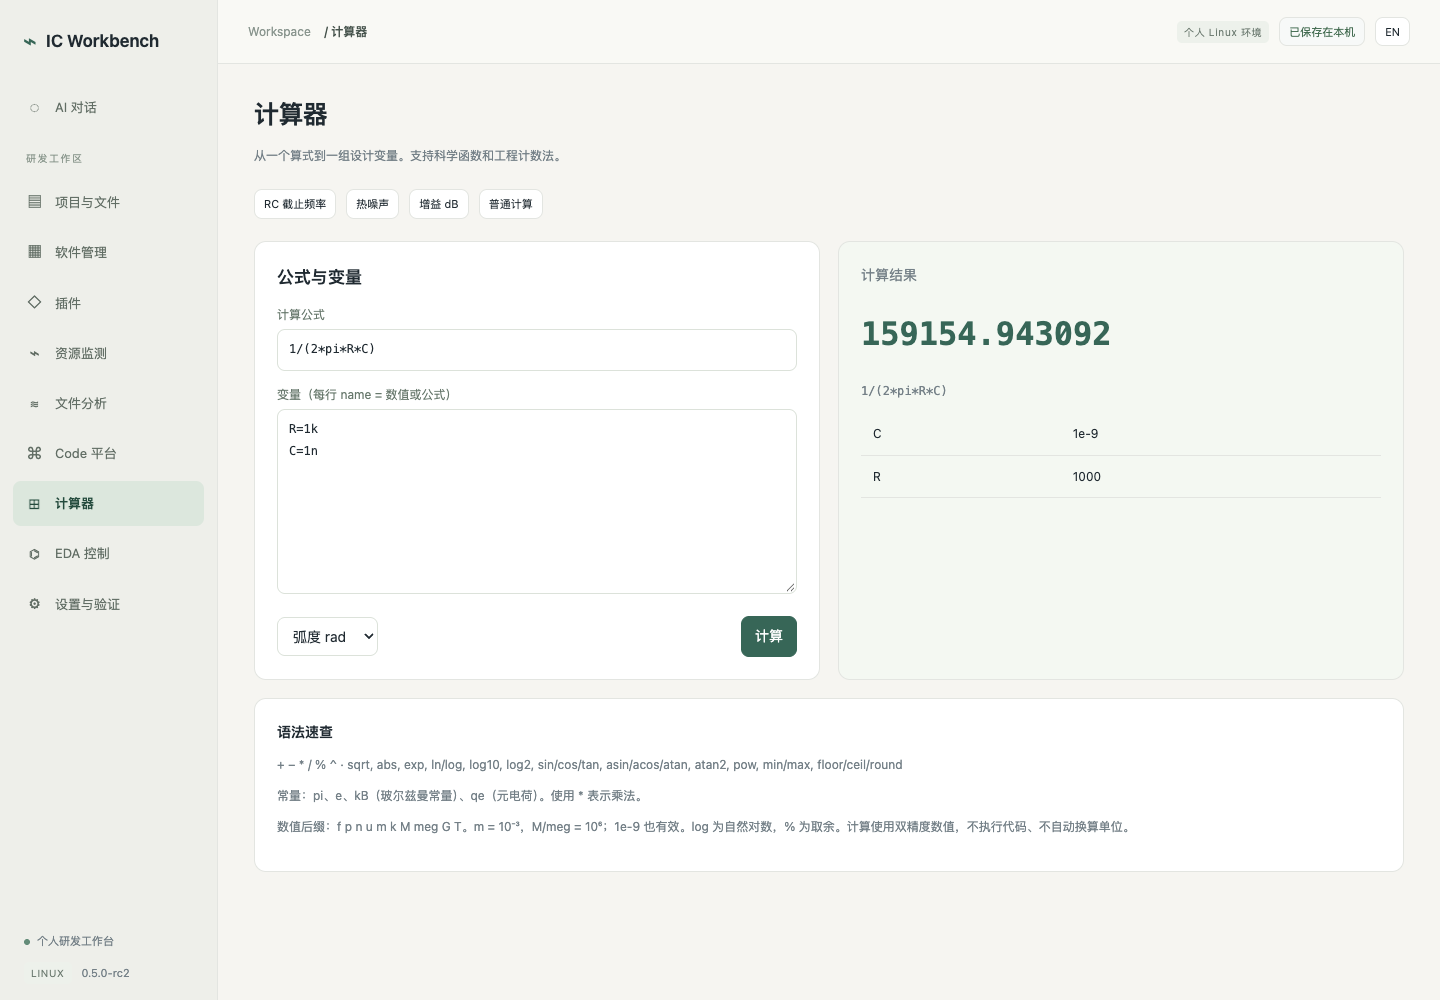 IC Workbench
AI 对话
研发工作区
项目与文件
软件管理
插件
资源监测
文件分析
Code 平台
计算器
EDA 控制
设置与验证
个人研发工作台
LINUX 0.5.0-rc2
Workspace / 计算器
个人 Linux 环境
已保存在本机
EN
计算器
从一个算式到一组设计变量。支持科学函数和工程计数法。
RC 截止频率
热噪声
增益 dB
普通计算
公式与变量
计算公式
1/(2*pi*R*C)
变量（每行 name = 数值或公式）
R=1k
C=1n
弧度 rad
计算
计算结果
159154.943092
1/(2*pi*R*C)
C 1e-9
R 1000
语法速查
+ − * / % ^ · sqrt, abs, exp, ln/log, log10, log2, sin/cos/tan, asin/acos/atan, atan2, pow, min/max, floor/ceil/round
常量：pi、e、kB（玻尔兹曼常量）、qe（元电荷）。使用 * 表示乘法。
数值后缀：f p n u m k M meg G T。m = 10⁻³，M/meg = 10⁶；1e-9 也有效。log 为自然对数，% 为取余。计算使用双精度数值，不执行代码、不自动换算单位。